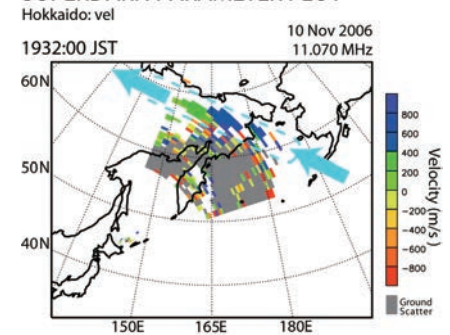 Hokkaido: vel
10 Nov 2006
1932:00 JST
11.070 MHz
60N
50N
40N
150E
165E
180E
800
600
400
200
0
−200
−400
−600
−800
Velocity (m/s)
Ground
Scatter